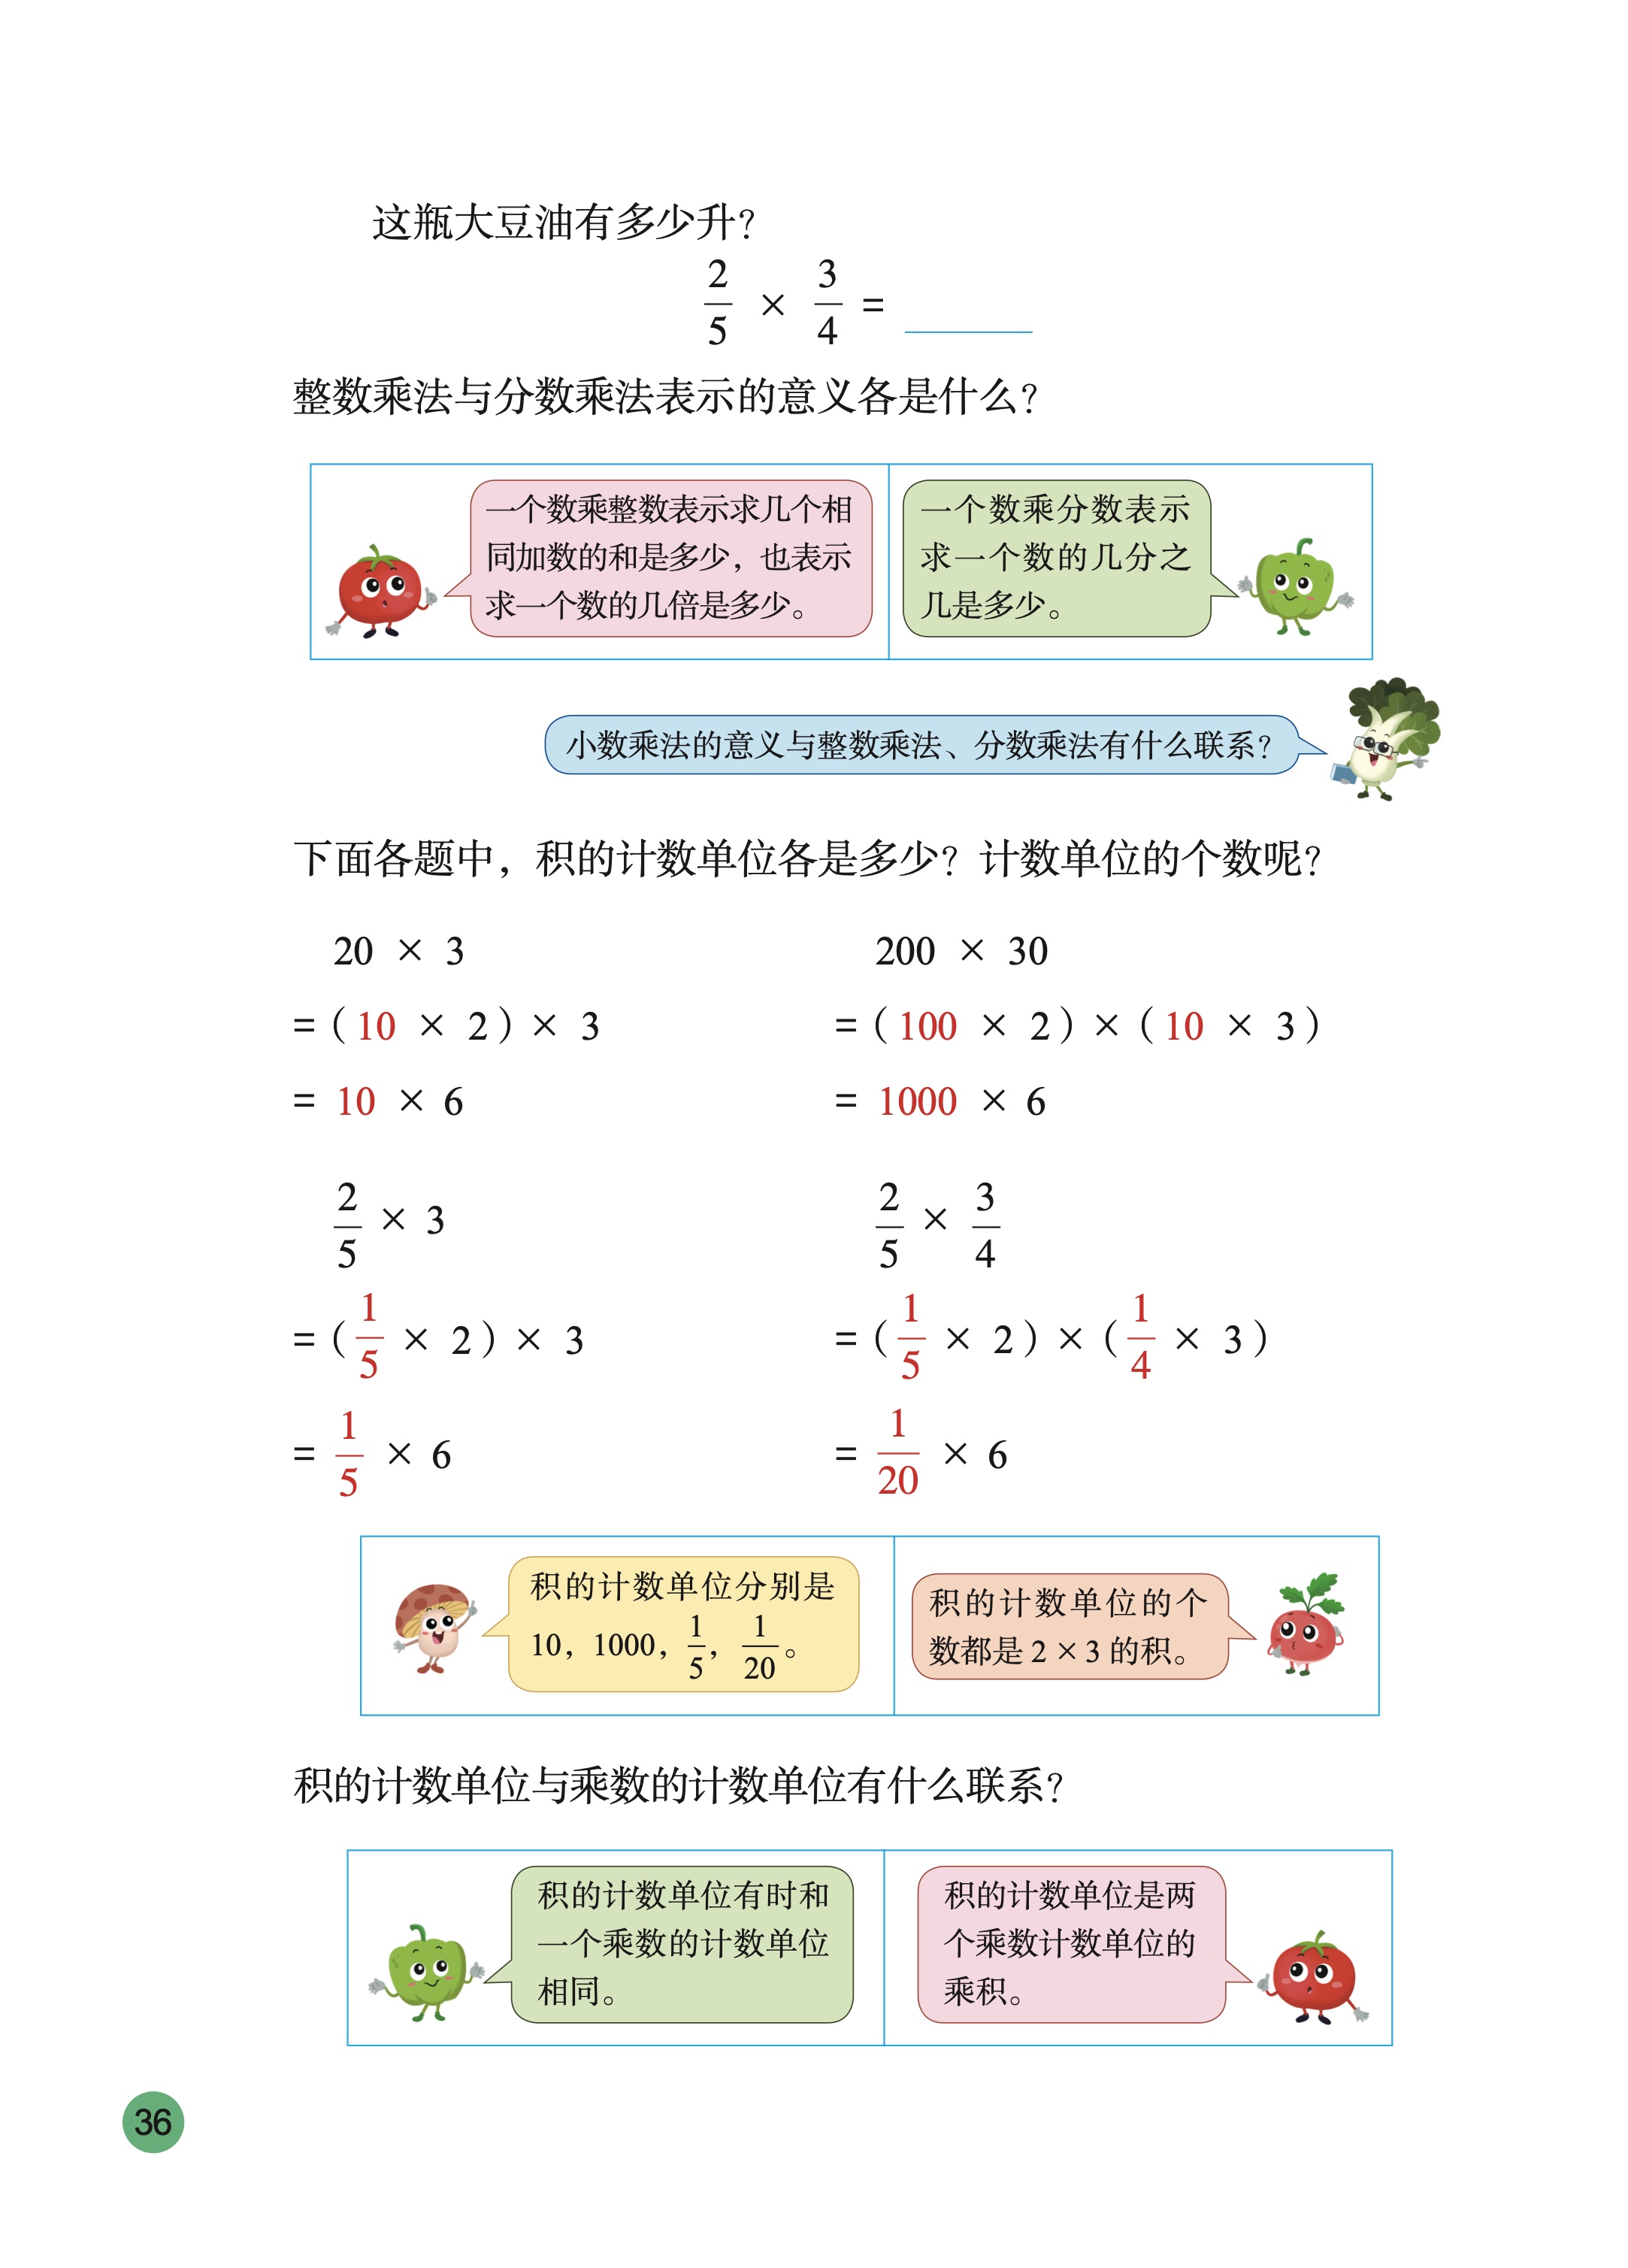 这瓶大豆油有多少升？
2/5 × 3/4 = ______
整数乘法与分数乘法表示的意义各是什么？
一个数乘整数表示求几个相
同加数的和是多少，也表示
求一个数的几倍是多少。
一个数乘分数表示
求一个数的几分之
几是多少。
小数乘法的意义与整数乘法、分数乘法有什么联系？
下面各题中，积的计数单位各是多少？计数单位的个数呢？
20 × 3
=（10 × 2）× 3
= 10 × 6
200 × 30
=（100 × 2）×（10 × 3）
= 1000 × 6
2/5 × 3
=（1/5 × 2）× 3
= 1/5 × 6
2/5 × 3/4
=（1/5 × 2）×（1/4 × 3）
= 1/20 × 6
积的计数单位分别是
10，1000，1/5，1/20。
积的计数单位的个
数都是 2 × 3 的积。
积的计数单位与乘数的计数单位有什么联系？
积的计数单位有时和
一个乘数的计数单位
相同。
积的计数单位是两
个乘数计数单位的
乘积。
36